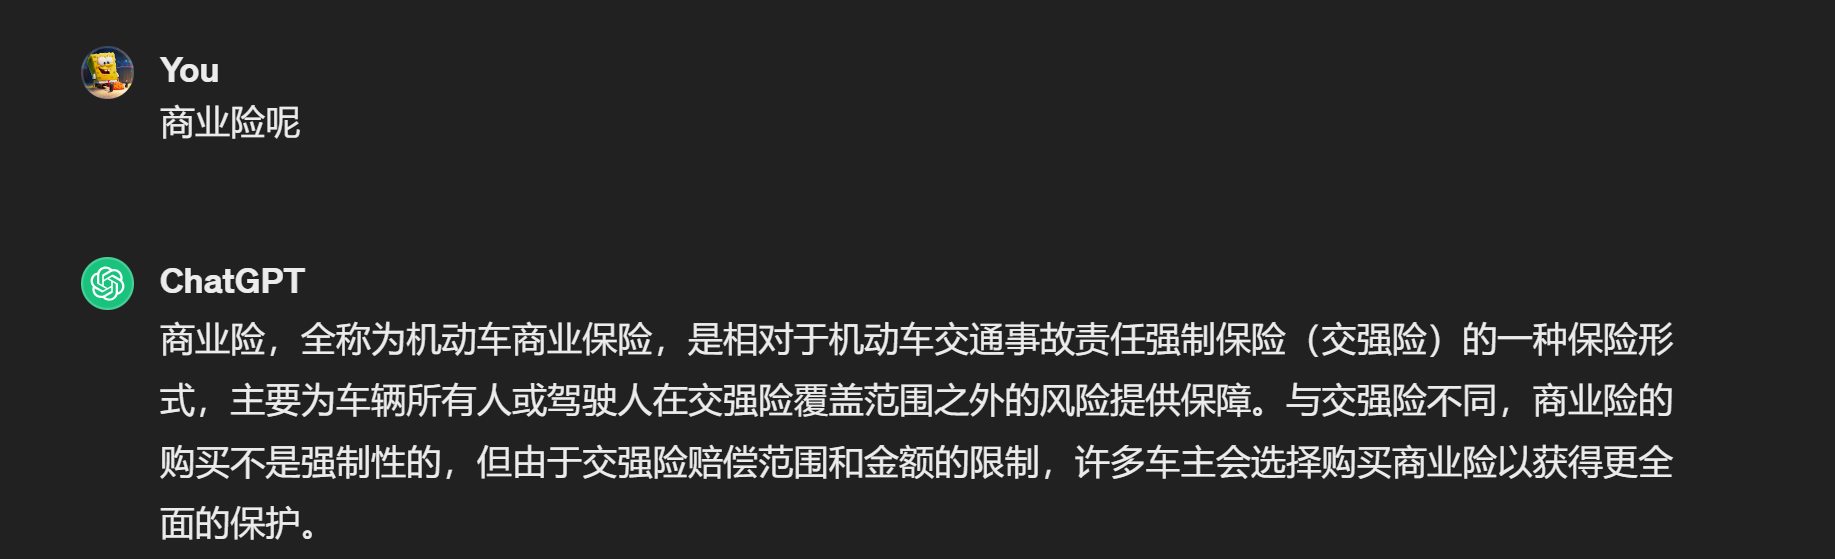 You
商业险呢
ChatGPT
商业险，全称为机动车商业保险，是相对于机动车交通事故责任强制保险（交强险）的一种保险形
式，主要为车辆所有人或驾驶人在交强险覆盖范围之外的风险提供保障。与交强险不同，商业险的
购买不是强制性的，但由于交强险赔偿范围和金额的限制，许多车主会选择购买商业险以获得更全
面的保护。